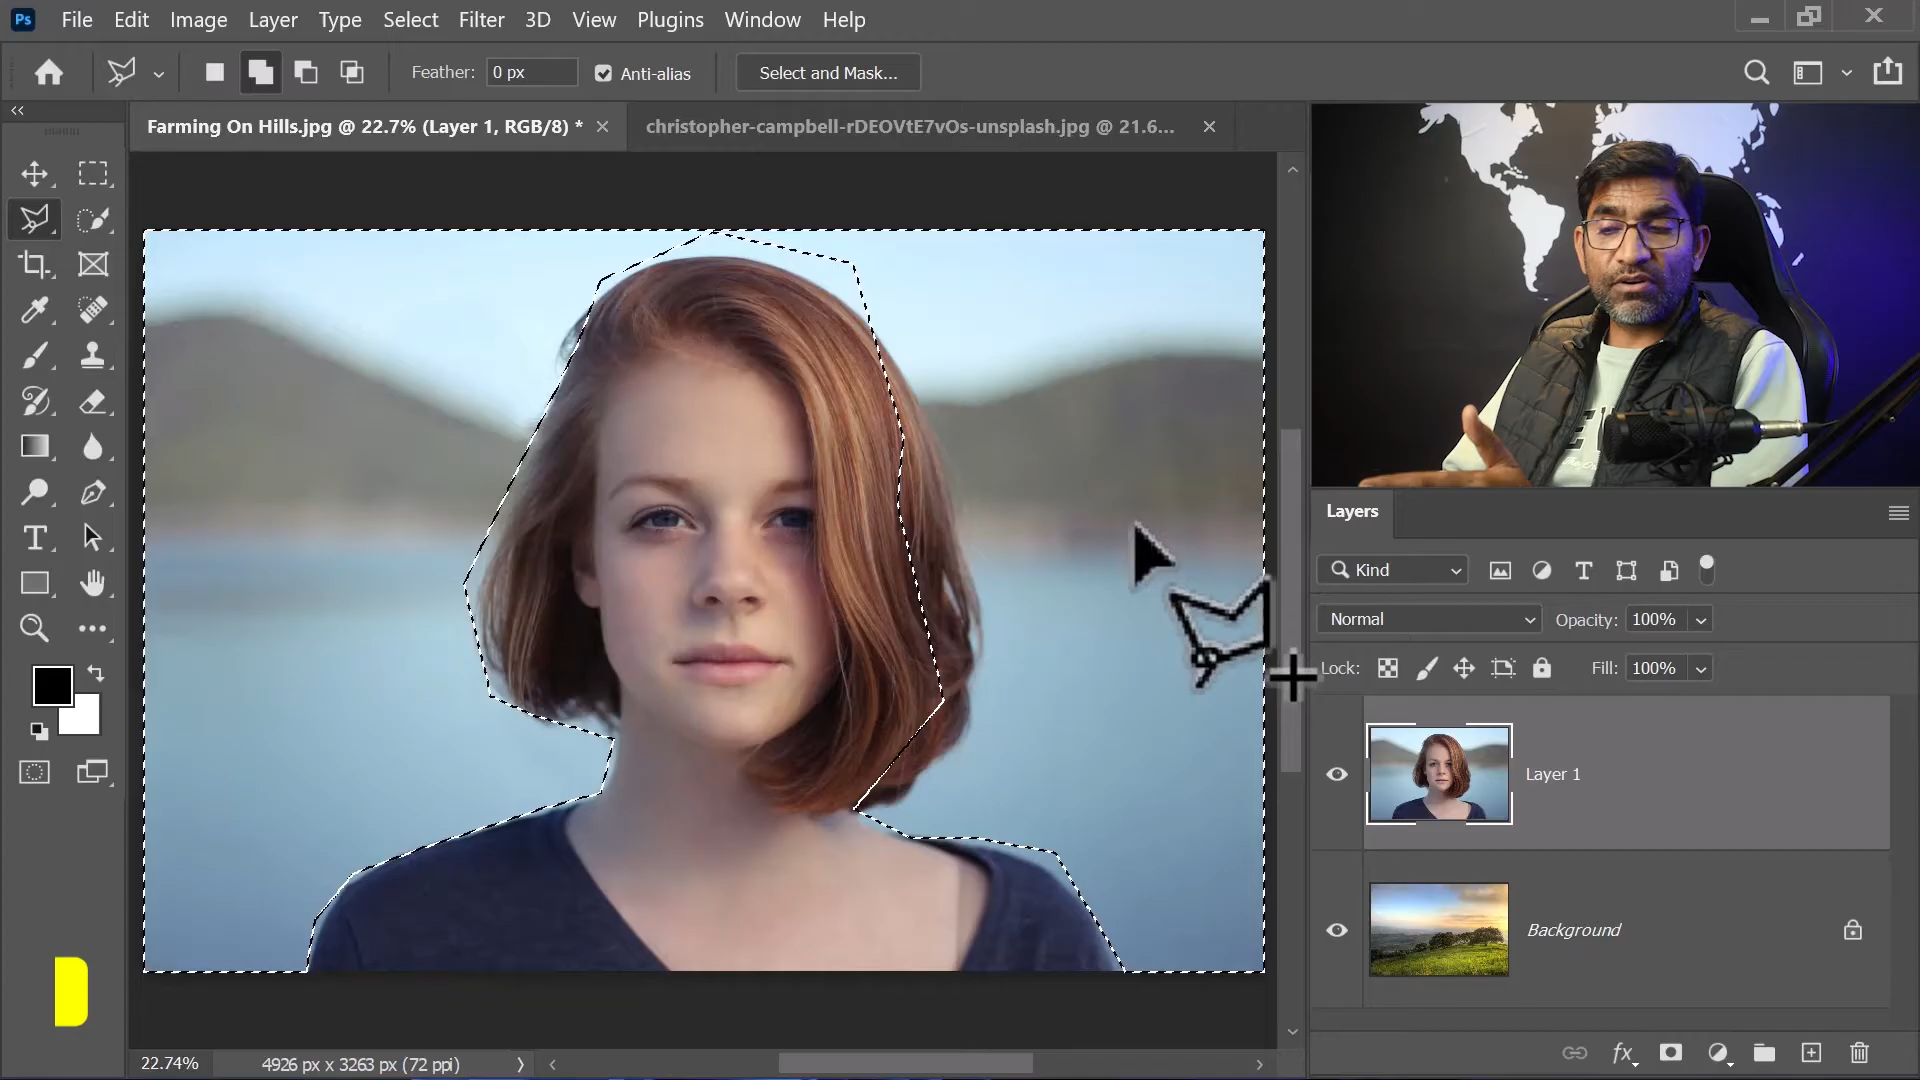 Ps File Edit Image Layer Type Select Filter 3D View Plugins Window Help
Feather: 0 px Anti-alias Select and Mask...
Farming On Hills.jpg @ 22.7% (Layer 1, RGB/8) * christopher-campbell-rDEOVtE7vOs-unsplash.jpg @ 21.6...
Layers
Kind
Normal Opacity: 100%
Lock: Fill: 100%
Layer 1
Background
22.74% 4926 px x 3263 px (72 ppi)
fx